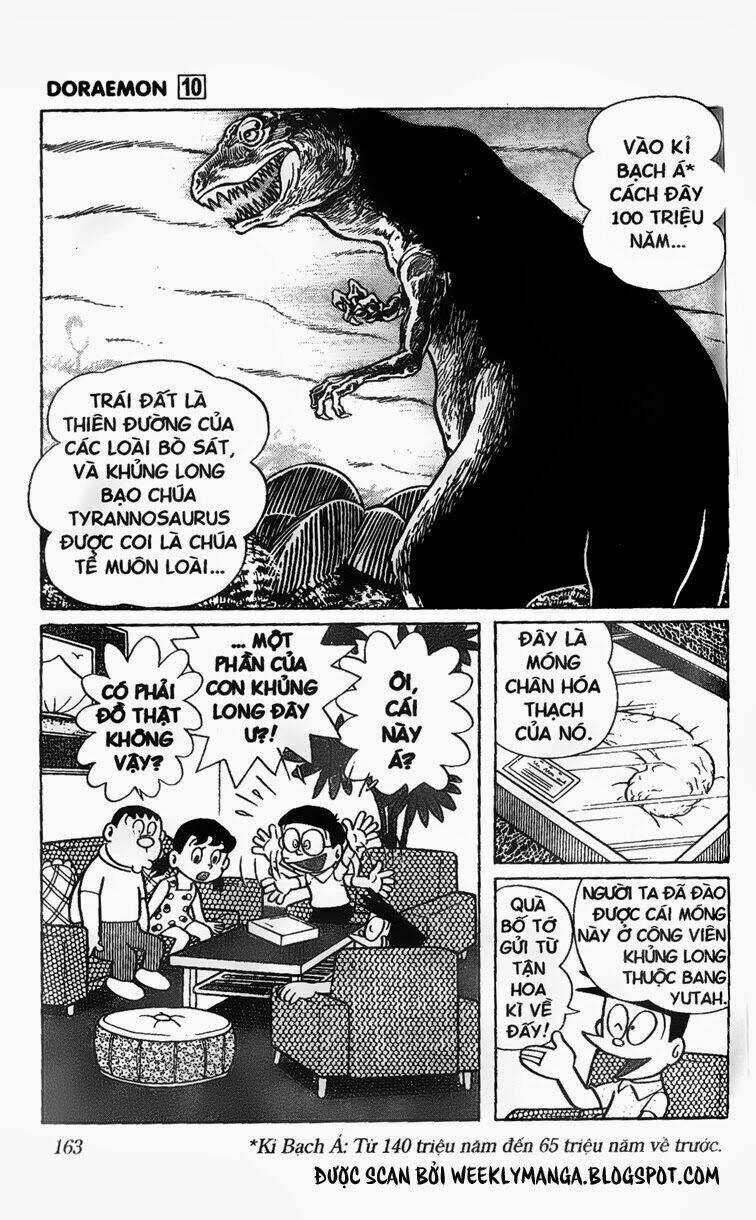 DORAEMON 10
VÀO KỈ
BẠCH Á*
CÁCH ĐÂY
100 TRIỆU
NĂM...
TRÁI ĐẤT LÀ
THIÊN ĐƯỜNG CỦA
CÁC LOÀI BÒ SÁT,
VÀ KHỦNG LONG
BẠO CHÚA
TYRANNOSAURUS
ĐƯỢC COI LÀ CHÚA
TỂ MUÔN LOÀI...
ĐÂY LÀ
MÓNG
CHÂN HÓA
THẠCH
CỦA NÓ.
ÔI,
CÁI
NÀY
Á?
... MỘT
PHẦN CỦA
CON KHỦNG
LONG ĐÂY
Ư?!
CÓ PHẢI
ĐỒ THẬT
KHÔNG
VẬY?
NGƯỜI TA ĐÃ ĐÀO
ĐƯỢC CÁI MÓNG
NÀY Ở CÔNG VIÊN
KHỦNG LONG
THUỘC BANG
YUTAH.
QUÀ
BỐ TỚ
GỬI TỪ
TẬN
HOA
KÌ VỀ
ĐẤY!
163
*Kỉ Bạch Á: Từ 140 triệu năm đến 65 triệu năm về trước.
ĐƯỢC SCAN BỞI WEEKLYMANGA.BLOGSPOT.COM